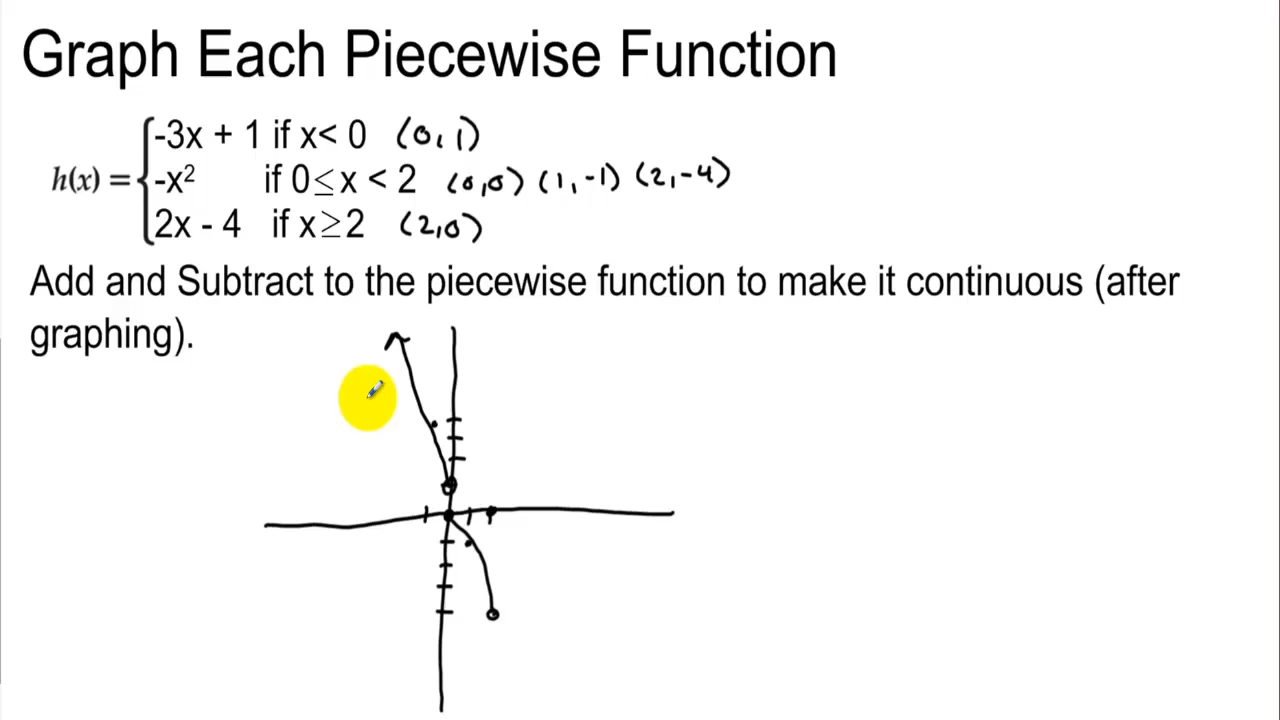 Graph Each Piecewise Function
-3x + 1 if x< 0 (0,1)
h(x) = -x² if 0≤x < 2 (0,0) (1,-1) (2,-4)
2x - 4 if x≥2 (2,0)
Add and Subtract to the piecewise function to make it continuous (after
graphing).